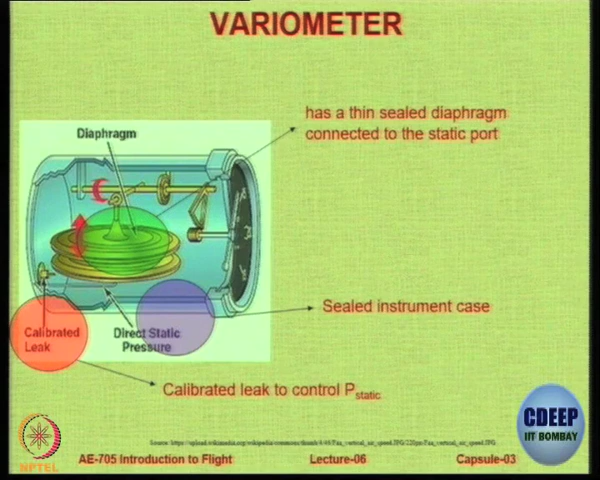 VARIOMETER
has a thin sealed diaphragm
connected to the static port
Diaphragm
Sealed instrument case
Calibrated
Leak
Direct Static
Pressure
Calibrated leak to control Pstatic
CDEEP
IIT BOMBAY
NPTEL
AE-705 Introduction to Flight
Lecture-06
Capsule-03